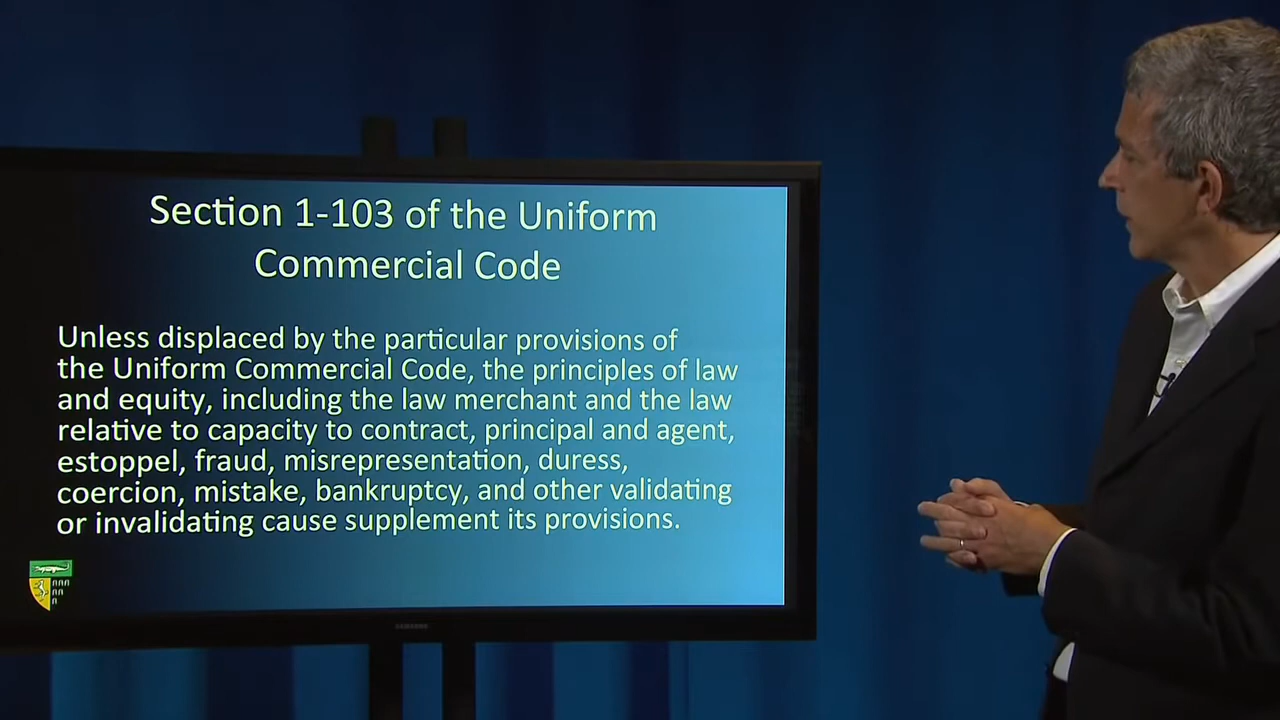 Section 1-103 of the Uniform
Commercial Code
Unless displaced by the particular provisions of
the Uniform Commercial Code, the principles of law
and equity, including the law merchant and the law
relative to capacity to contract, principal and agent,
estoppel, fraud, misrepresentation, duress,
coercion, mistake, bankruptcy, and other validating
or invalidating cause supplement its provisions.
SAMSUNG